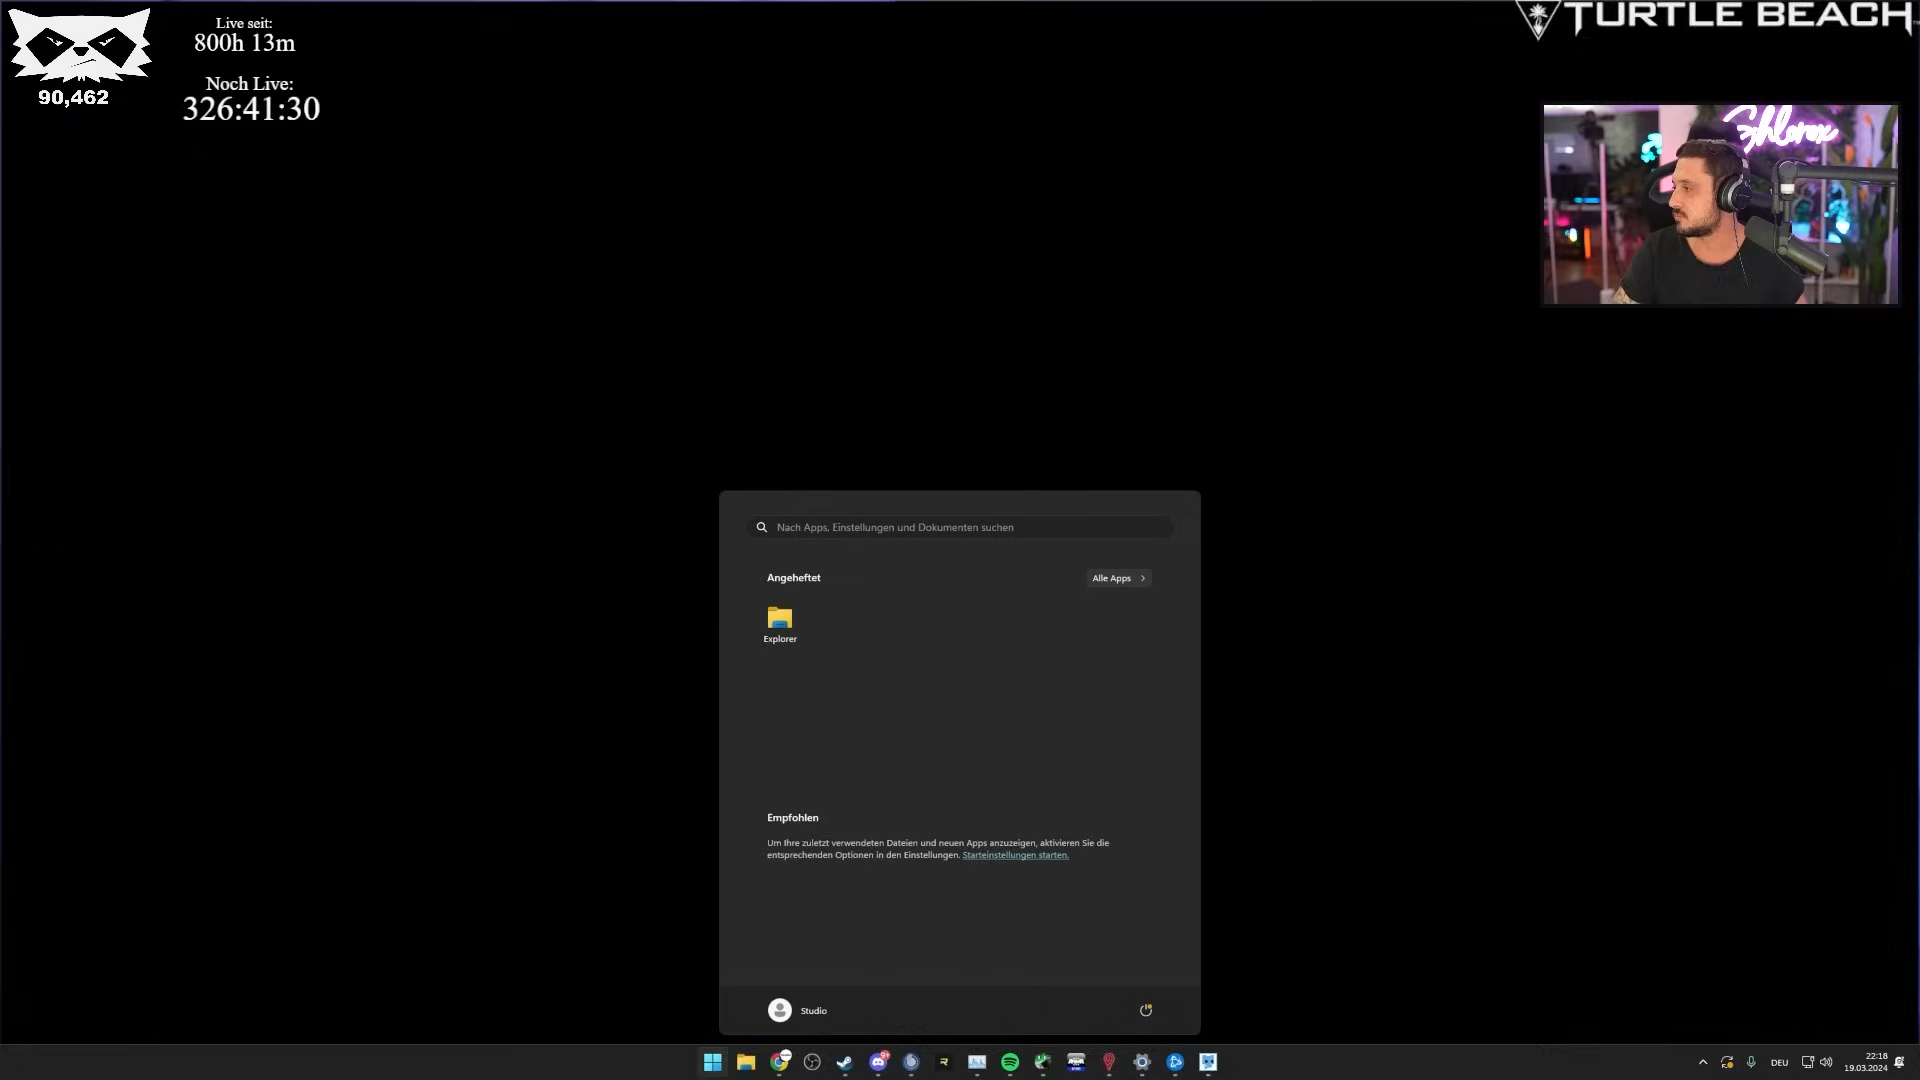 Live seit:
800h 13m
Noch Live:
326:41:30
90,462
TURTLE BEACH
Schlorox
Nach Apps, Einstellungen und Dokumenten suchen
Angeheftet
Alle Apps
Explorer
Empfohlen
Um Ihre zuletzt verwendeten Dateien und neuen Apps anzuzeigen, aktivieren Sie die
entsprechenden Optionen in den Einstellungen. Starteinstellungen starten.
Studio
DEU
22:18
19.03.2024